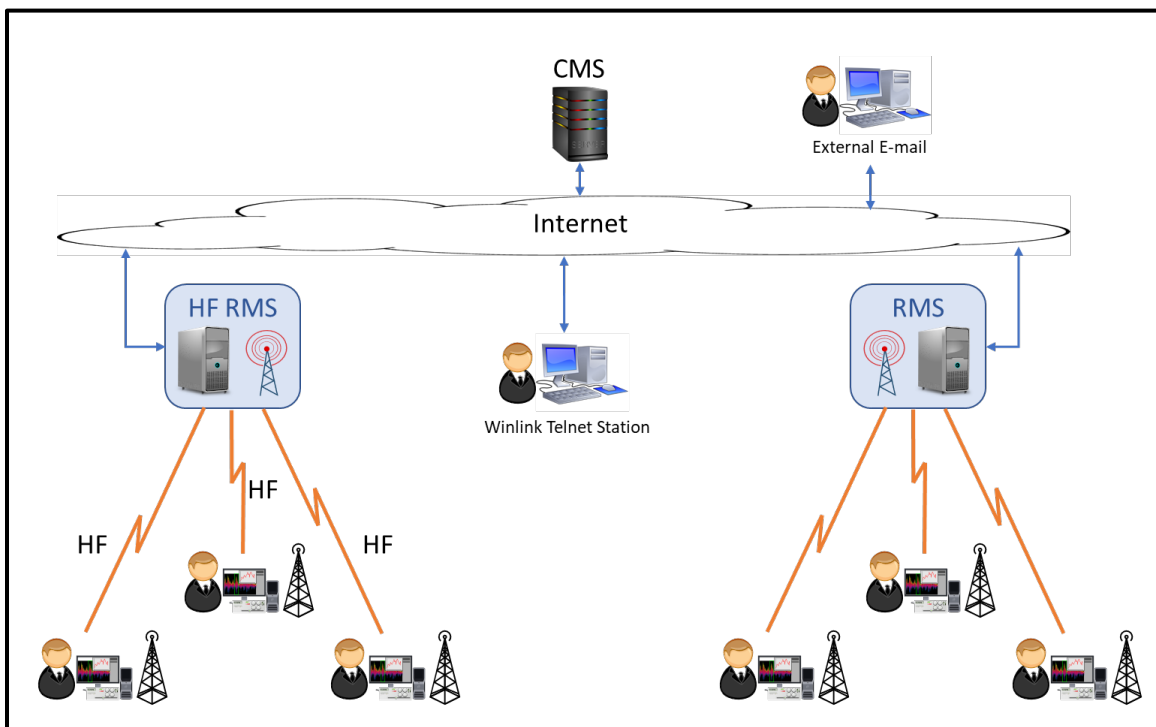 CMS
External E-mail
Internet
HF RMS
RMS
Winlink Telnet Station
HF
HF
HF